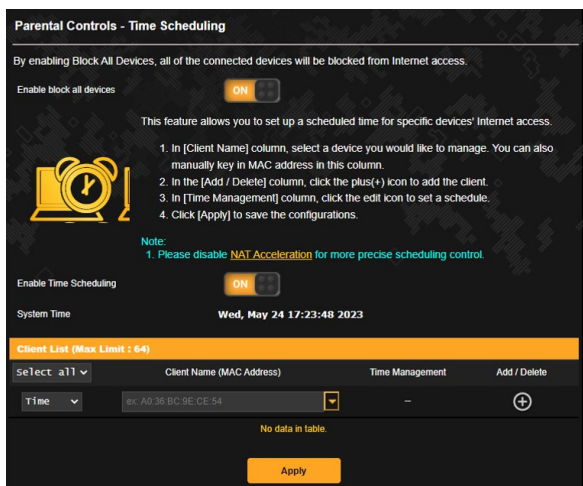 Parental Controls - Time Scheduling
By enabling Block All Devices, all of the connected devices will be blocked from Internet access.
Enable block all devices
ON
This feature allows you to set up a scheduled time for specific devices' Internet access.
1. In [Client Name] column, select a device you would like to manage. You can also
manually key in MAC address in this column.
2. In the [Add / Delete] column, click the plus(+) icon to add the client.
3. In [Time Management] column, click the edit icon to set a schedule.
4. Click [Apply] to save the configurations.
Note:
1. Please disable NAT Acceleration for more precise scheduling control.
Enable Time Scheduling
ON
System Time
Wed, May 24 17:23:48 2023
Client List (Max Limit : 64)
Select all
Client Name (MAC Address)
Time Management
Add / Delete
Time
ex: A0:36:BC:9E:CE:54
–
No data in table.
Apply